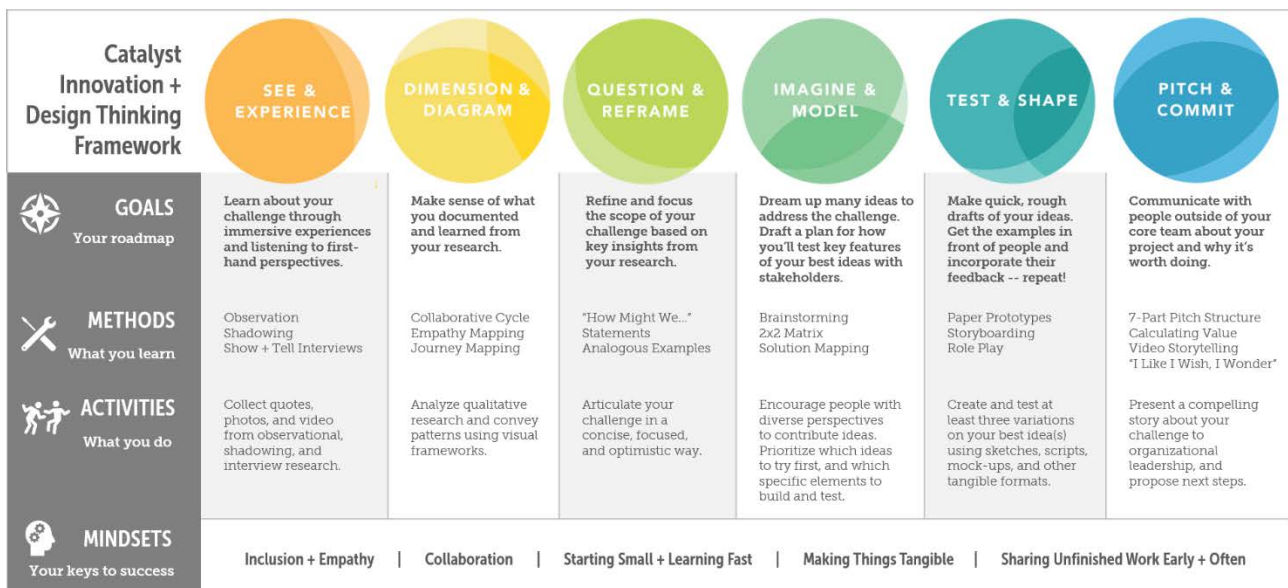 Catalyst
Innovation +
Design Thinking
Framework
SEE &
EXPERIENCE
DIMENSION &
DIAGRAM
QUESTION &
REFRAME
IMAGINE &
MODEL
TEST & SHAPE
PITCH &
COMMIT
GOALS
Your roadmap
Learn about your
challenge through
immersive experiences
and listening to first-
hand perspectives.
Make sense of what
you documented
and learned from
your research.
Refine and focus
the scope of your
challenge based on
key insights from
your research.
Dream up many ideas to
address the challenge.
Draft a plan for how
you'll test key features
of your best ideas with
stakeholders.
Make quick, rough
drafts of your ideas.
Get the examples in
front of people and
incorporate their
feedback -- repeat!
Communicate with
people outside of your
core team about your
project and why it's
worth doing.
METHODS
What you learn
Observation
Shadowing
Show + Tell Interviews
Collaborative Cycle
Empathy Mapping
Journey Mapping
"How Might We..."
Statements
Analogous Examples
Brainstorming
2x2 Matrix
Solution Mapping
Paper Prototypes
Storyboarding
Role Play
7-Part Pitch Structure
Calculating Value
Video Storytelling
"I Like I Wish, I Wonder"
ACTIVITIES
What you do
Collect quotes,
photos, and video
from observational,
shadowing, and
interview research.
Analyze qualitative
research and convey
patterns using visual
frameworks.
Articulate your
challenge in a
concise, focused,
and optimistic way.
Encourage people with
diverse perspectives
to contribute ideas.
Prioritize which ideas
to try first, and which
specific elements to
build and test.
Create and test at
least three variations
on your best idea(s)
using sketches, scripts,
mock-ups, and other
tangible formats.
Present a compelling
story about your
challenge to
organizational
leadership, and
propose next steps.
MINDSETS
Your keys to success
Inclusion + Empathy | Collaboration | Starting Small + Learning Fast | Making Things Tangible | Sharing Unfinished Work Early + Often